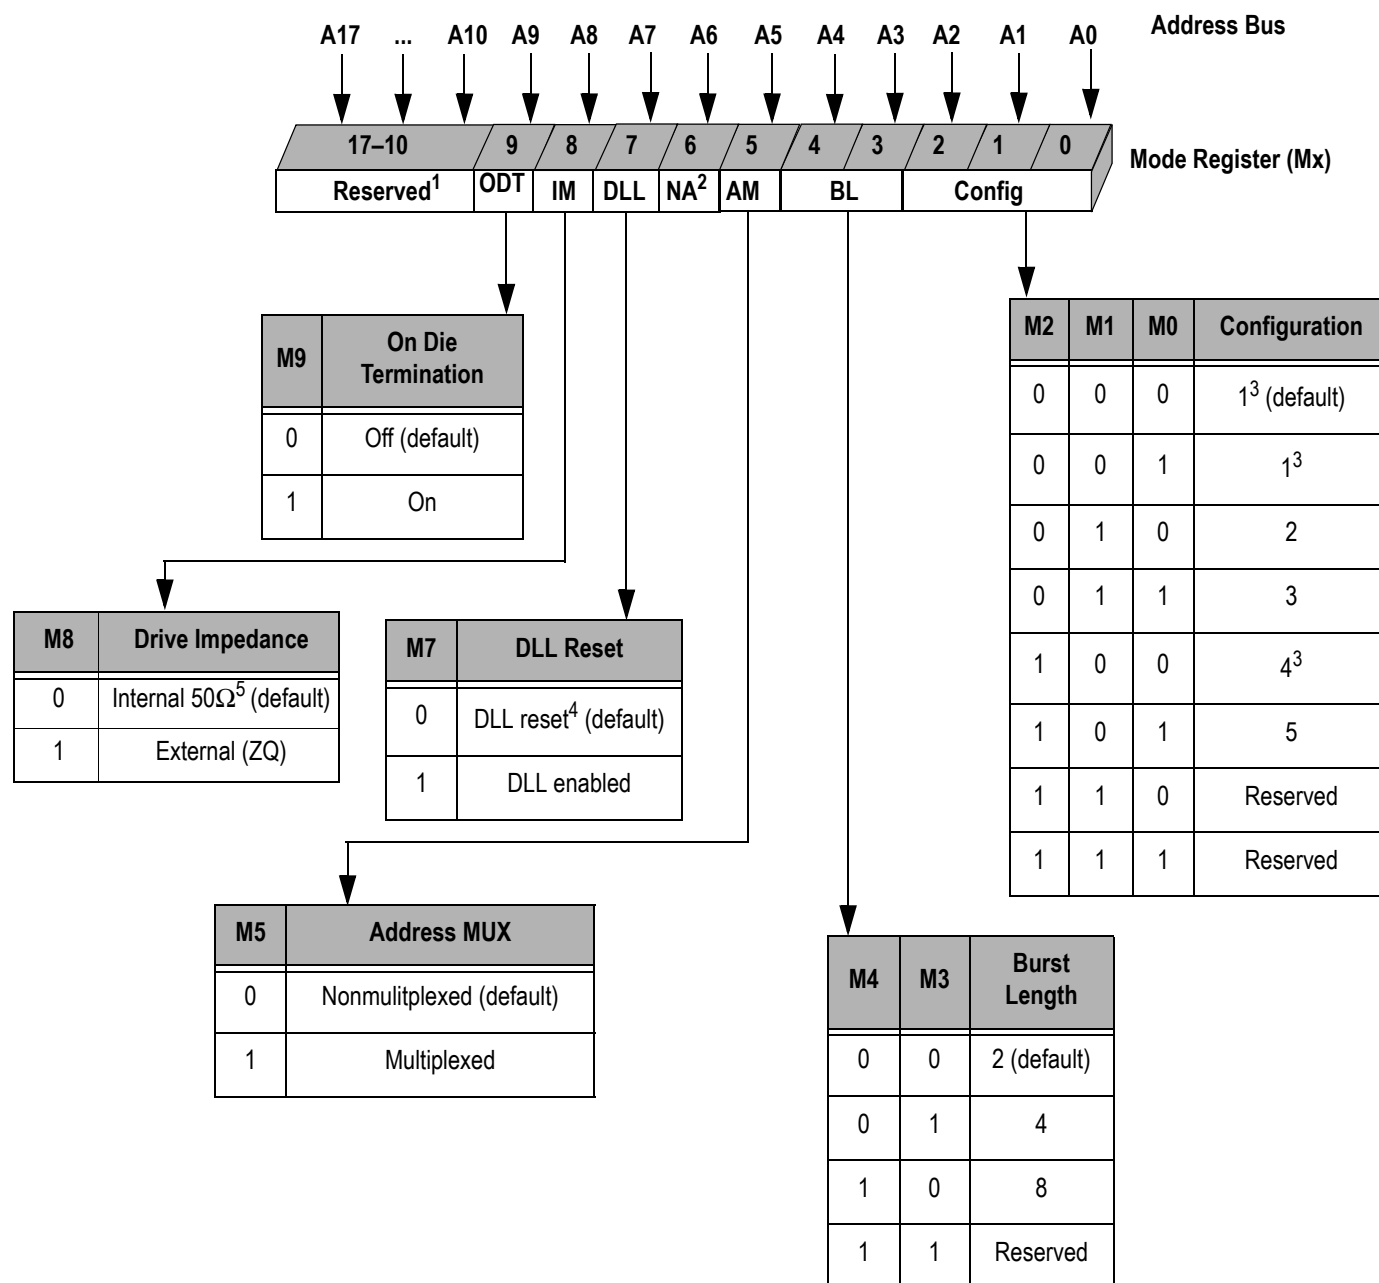 Address Bus
A17 ... A10 A9 A8 A7 A6 A5 A4 A3 A2 A1 A0
17–10 9 8 7 6 5 4 3 2 1 0
Mode Register (Mx)
Reserved1 ODT IM DLL NA2 AM BL Config
M9 On Die Termination
0 Off (default)
1 On
M2 M1 M0 Configuration
0 0 0 13 (default)
0 0 1 13
0 1 0 2
0 1 1 3
1 0 0 43
1 0 1 5
1 1 0 Reserved
1 1 1 Reserved
M8 Drive Impedance
0 Internal 50Ω5 (default)
1 External (ZQ)
M7 DLL Reset
0 DLL reset4 (default)
1 DLL enabled
M5 Address MUX
0 Nonmulitplexed (default)
1 Multiplexed
M4 M3 Burst Length
0 0 2 (default)
0 1 4
1 0 8
1 1 Reserved